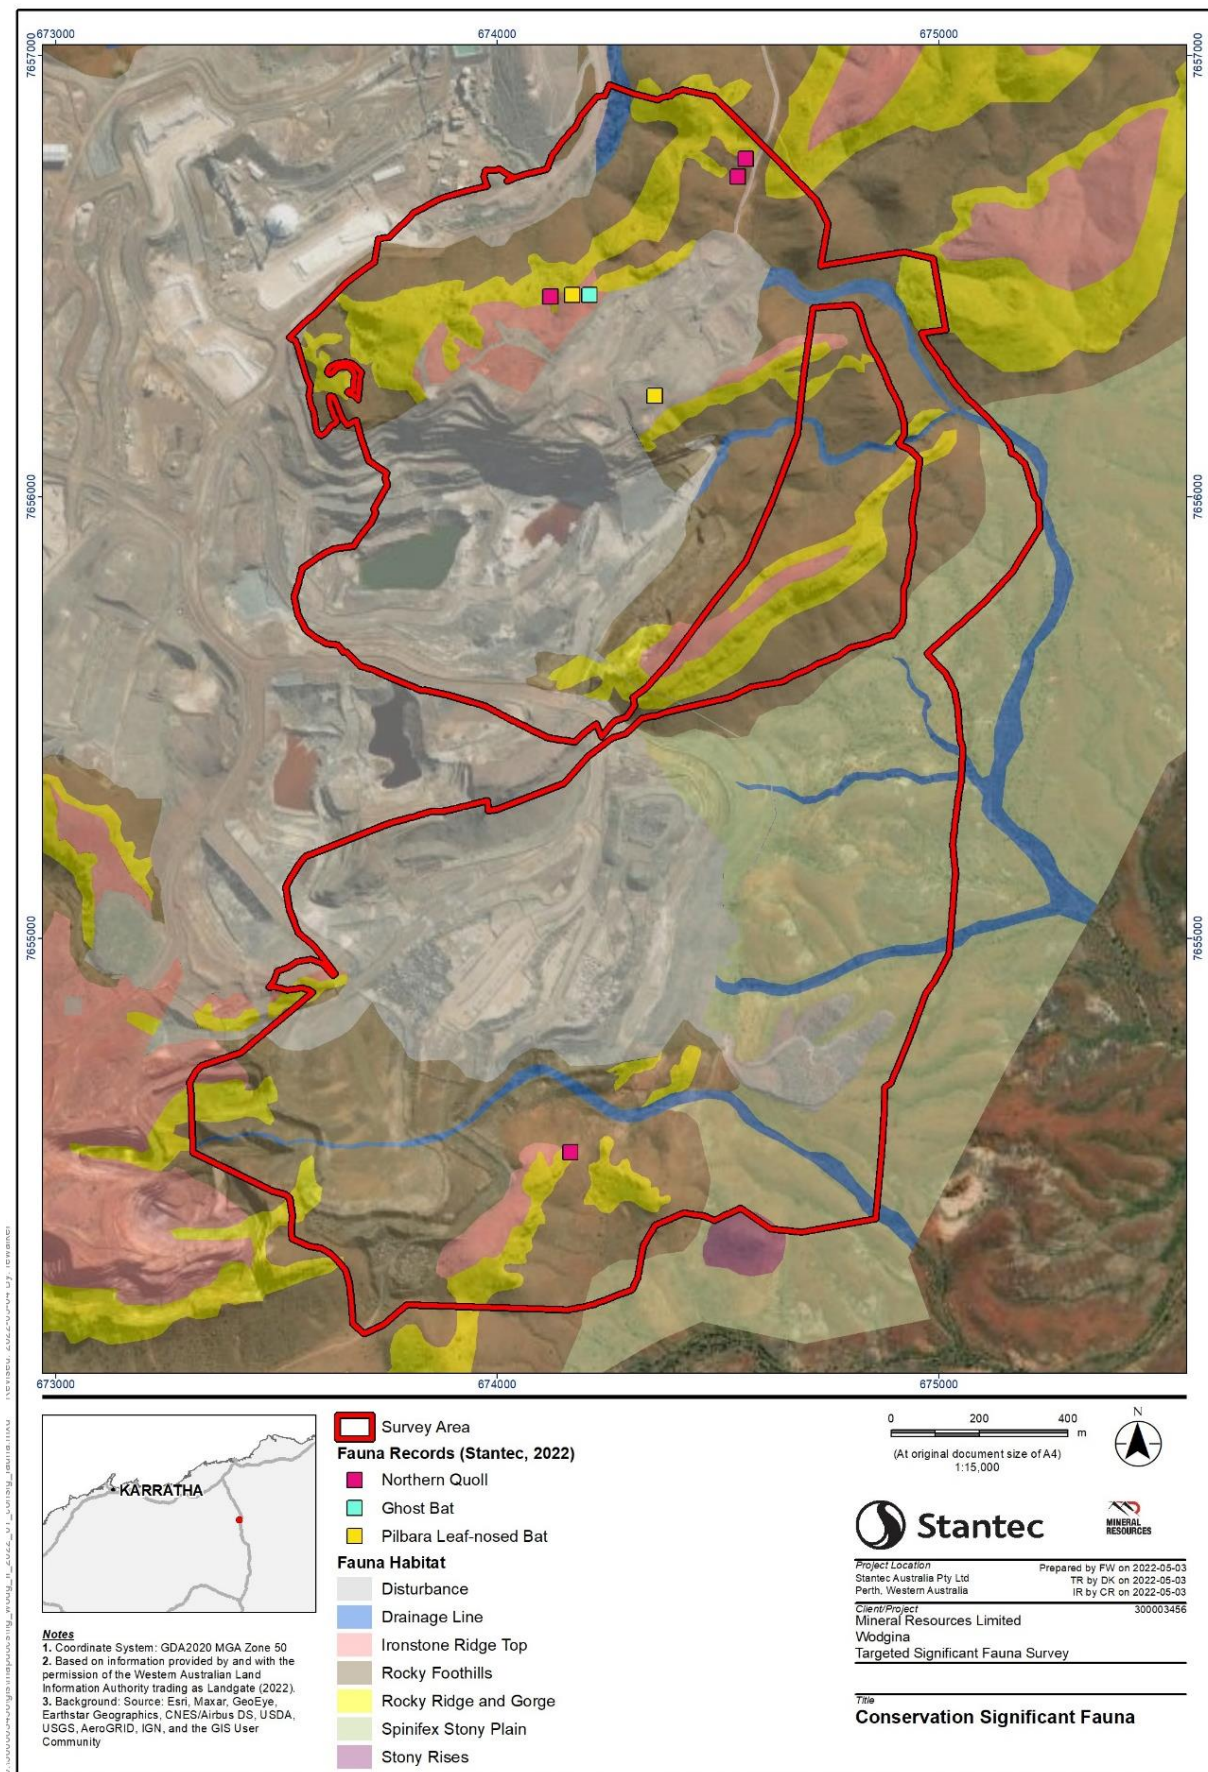 673000
674000
675000
7657000
7657000
7656000
7656000
7655000
7655000
673000
674000
675000
KARRATHA
Notes
1. Coordinate System: GDA2020 MGA Zone 50
2. Based on information provided by and with the
permission of the Western Australian Land
Information Authority trading as Landgate (2022).
3. Background: Source: Esri, Maxar, GeoEye,
Earthstar Geographics, CNES/Airbus DS, USDA,
USGS, AeroGRID, IGN, and the GIS User
Community
Survey Area
Fauna Records (Stantec, 2022)
Northern Quoll
Ghost Bat
Pilbara Leaf-nosed Bat
Fauna Habitat
Disturbance
Drainage Line
Ironstone Ridge Top
Rocky Foothills
Rocky Ridge and Gorge
Spinifex Stony Plain
Stony Rises
0 200 400
m
(At original document size of A4)
1:15,000
N
Stantec
MINERAL
RESOURCES
Project Location
Stantec Australia Pty Ltd
Perth, Western Australia
Prepared by FW on 2022-05-03
TR by DK on 2022-05-03
IR by CR on 2022-05-03
Client/Project
300003456
Mineral Resources Limited
Wodgina
Targeted Significant Fauna Survey
Title
Conservation Significant Fauna